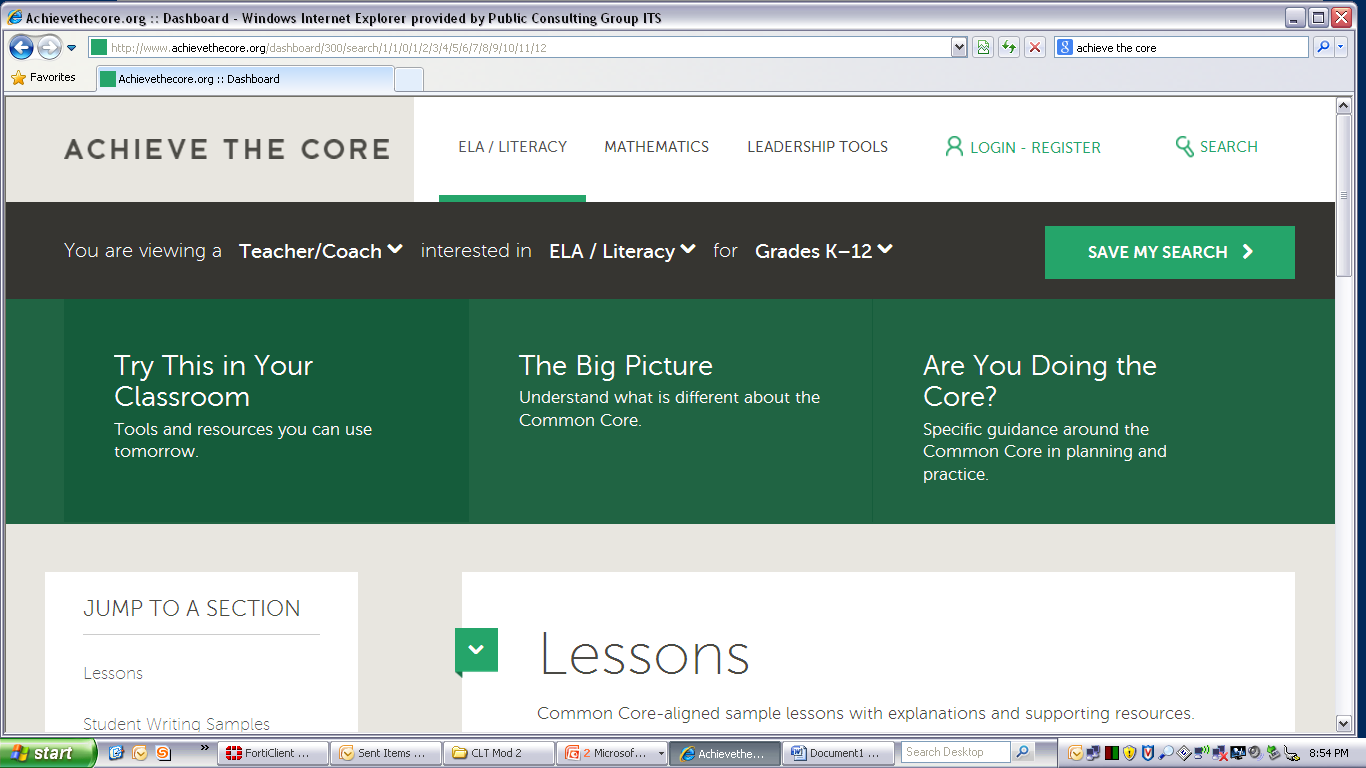 Achievethecore.org :: Dashboard - Windows Internet Explorer provided by Public Consulting Group ITS
http://www.achievethecore.org/dashboard/300/search/1/1/0/1/2/3/4/5/6/7/8/9/10/11/12
achieve the core
Favorites
Achievethecore.org :: Dashboard
ACHIEVE THE CORE
ELA / LITERACY
MATHEMATICS
LEADERSHIP TOOLS
LOGIN - REGISTER
SEARCH
You are viewing a Teacher/Coach interested in ELA / Literacy for Grades K–12
SAVE MY SEARCH
Try This in Your
Classroom
Tools and resources you can use
tomorrow.
The Big Picture
Understand what is different about the
Common Core.
Are You Doing the
Core?
Specific guidance around the
Common Core in planning and
practice.
JUMP TO A SECTION
Lessons
Student Writing Samples
Lessons
Common Core-aligned sample lessons with explanations and supporting resources.
start
FortiClient ...
Sent Items ...
CLT Mod 2
2 Microsof...
Achievethe...
Document1 ...
Search Desktop
8:54 PM